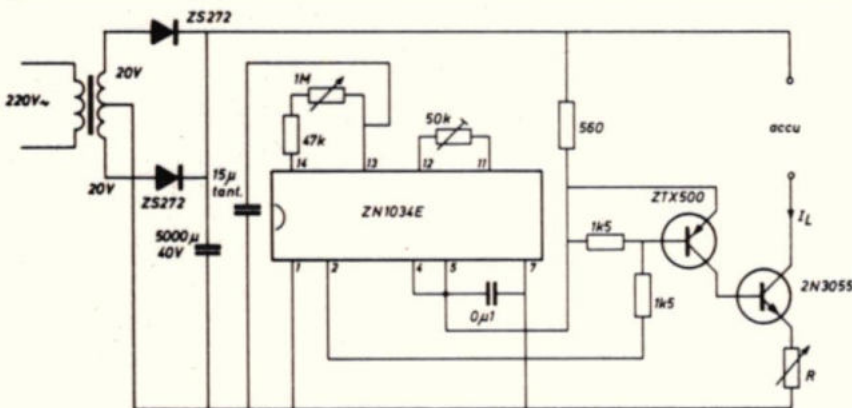 ZS272
20V
220V~
20V
ZS272
1M
47k
14
13
50k
12
11
560
accu
15µ
tant.
5000µ
40V
ZN1034E
1
2
4
5
7
0µ1
1k5
1k5
ZTX500
I_L
2N3055
R